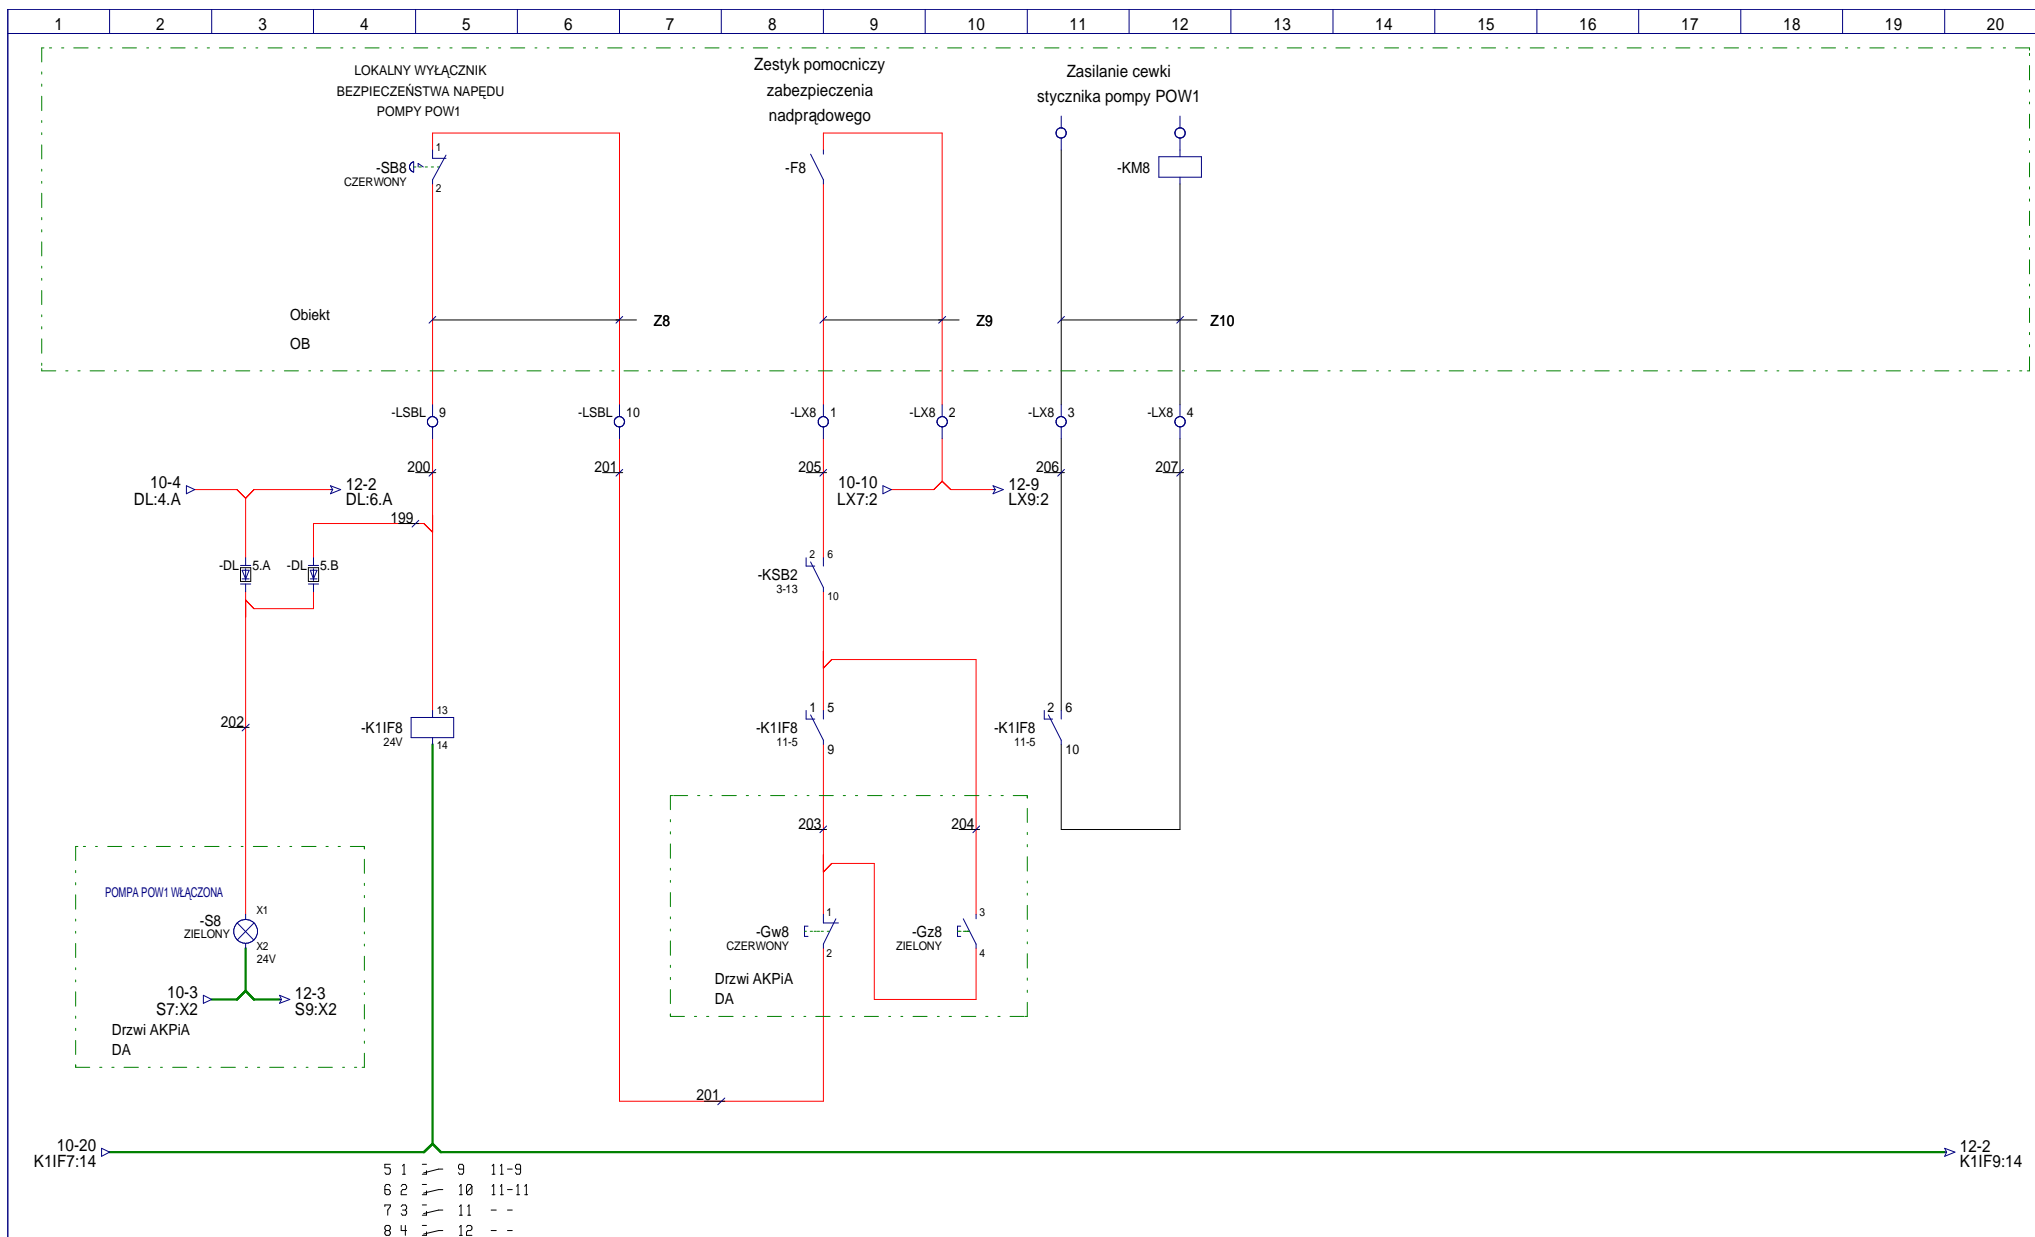 1 2 3 4 5 6 7 8 9 10 11 12 13 14 15 16 17 18 19 20
LOKALNY WYŁĄCZNIK
BEZPIECZEŃSTWA NAPĘDU
POMPY POW1
Zestyk pomocniczy
zabezpieczenia
nadprądowego
Zasilanie cewki
stycznika pompy POW1
1
-SB8
CZERWONY
2
-F8
-KM8
Obiekt
OB
Z8
Z9
Z10
-LSBL 9
-LSBL 10
-LX8 1
-LX8 2
-LX8 3
-LX8 4
200
201
205
206
207
10-4
DL:4.A
12-2
DL:6.A
10-10
LX7:2
12-9
LX9:2
199
-DL 5.A
-DL 5.B
2 6
-KSB2
3-13
10
202
13
-K1IF8
24V
14
1 5
-K1IF8
11-5
9
2 6
-K1IF8
11-5
10
203
204
POMPA POW1 WŁĄCZONA
X1
-S8
ZIELONY
X2
24V
10-3
S7:X2
12-3
S9:X2
Drzwi AKPiA
DA
1
-Gw8
CZERWONY
2
3
-Gz8
ZIELONY
4
Drzwi AKPiA
DA
201
10-20
K1IF7:14
12-2
K1IF9:14
5 1 9 11-9
6 2 10 11-11
7 3 11 - -
8 4 12 - -